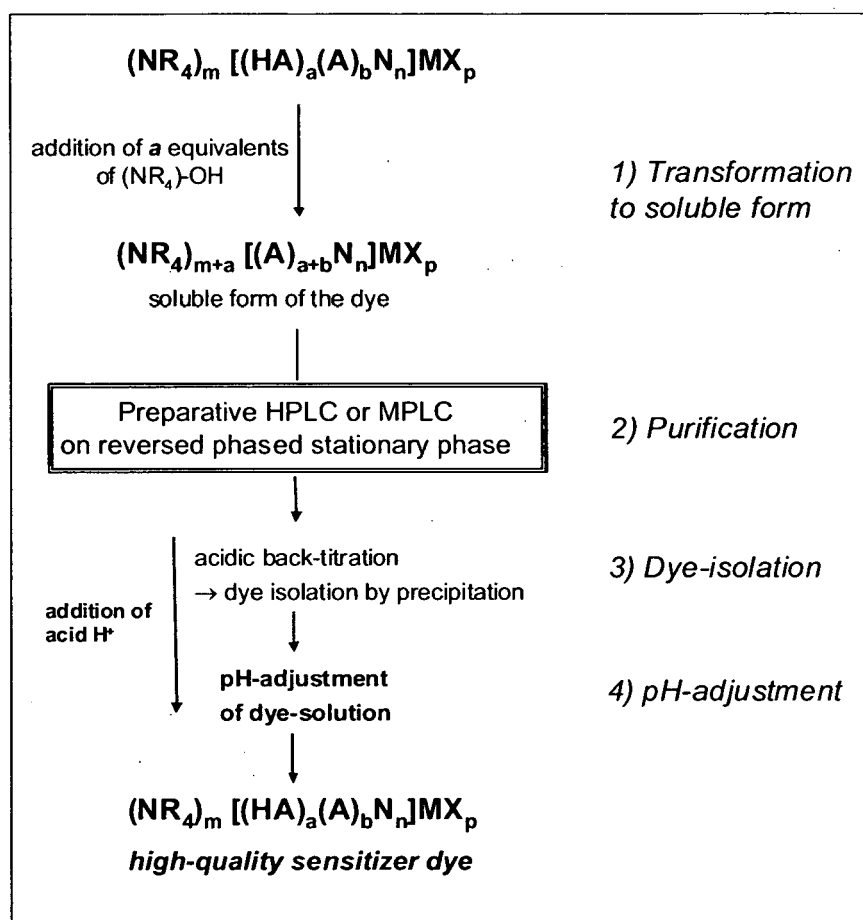 (NR4)m [(HA)a(A)bNn]MXp
addition of a equivalents
of (NR4)-OH
1) Transformation
to soluble form
(NR4)m+a [(A)a+bNn]MXp
soluble form of the dye
Preparative HPLC or MPLC
on reversed phased stationary phase
2) Purification
addition of
acid H+
acidic back-titration
→ dye isolation by precipitation
3) Dye-isolation
pH-adjustment
of dye-solution
4) pH-adjustment
(NR4)m [(HA)a(A)bNn]MXp
high-quality sensitizer dye